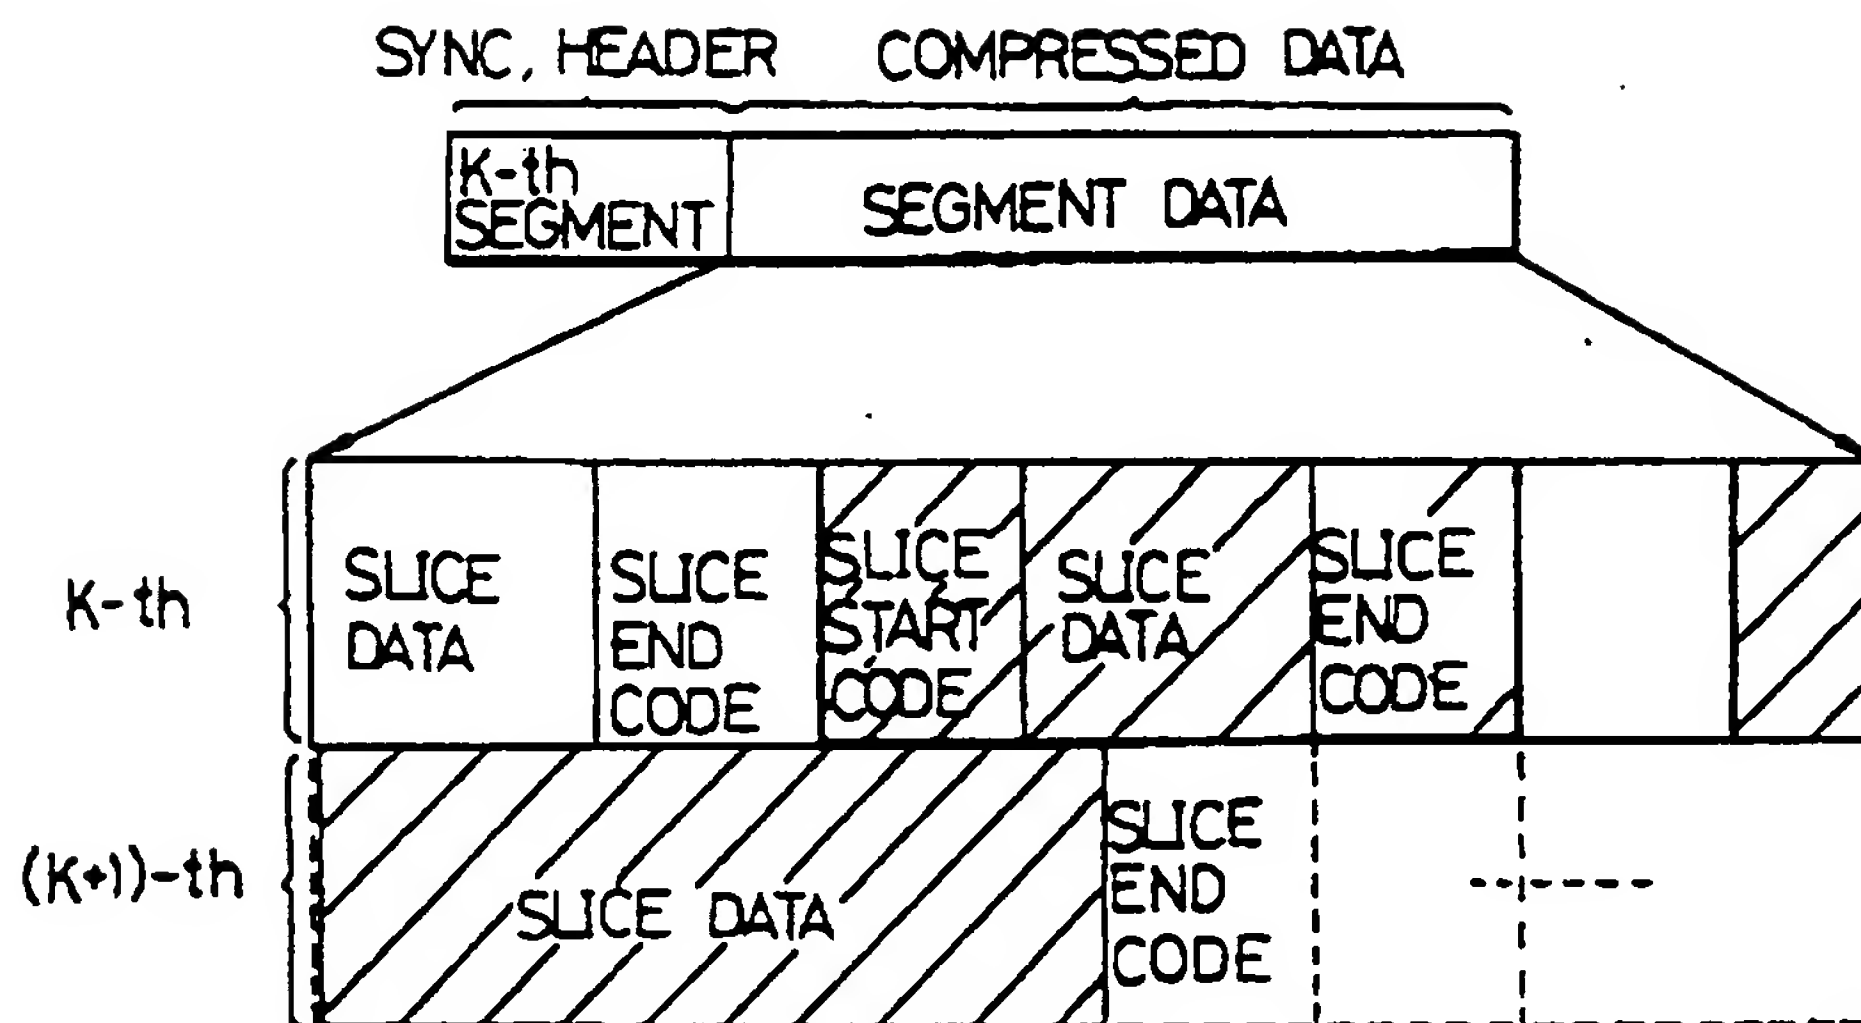 SYNC, HEADER COMPRESSED DATA
K-th
SEGMENT
SEGMENT DATA
K-th
SLICE
DATA
SLICE
END
CODE
SLICE
START
CODE
SLICE
DATA
SLICE
END
CODE
(K+1)-th
SLICE DATA
SLICE
END
CODE